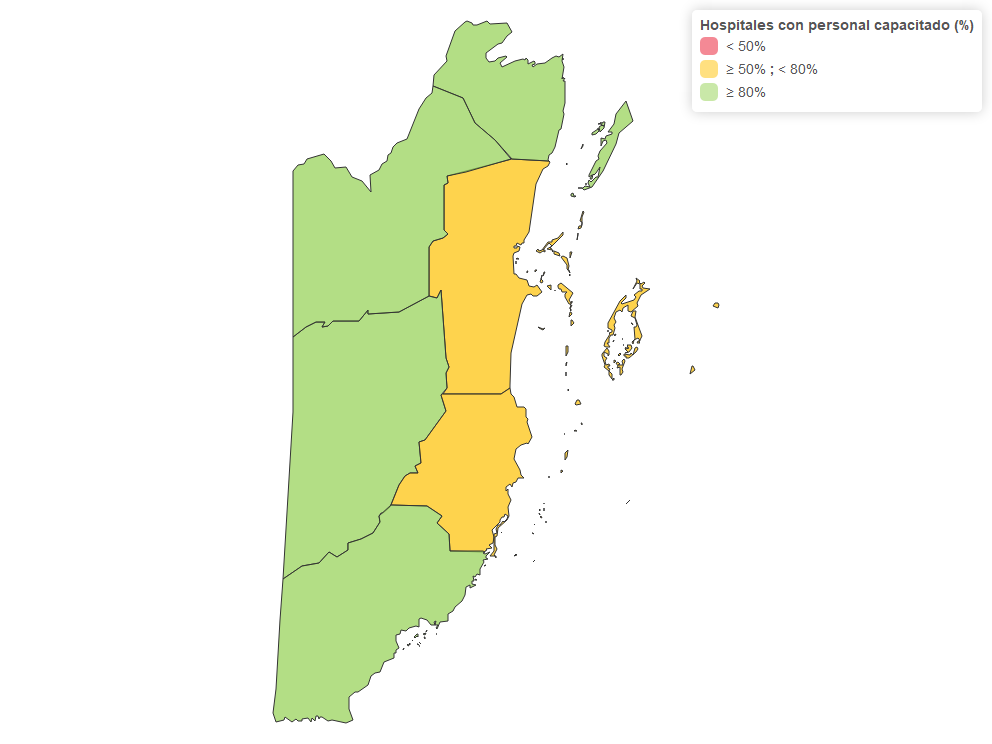 Hospitales con personal capacitado (%)
< 50%
≥ 50% ; < 80%
≥ 80%